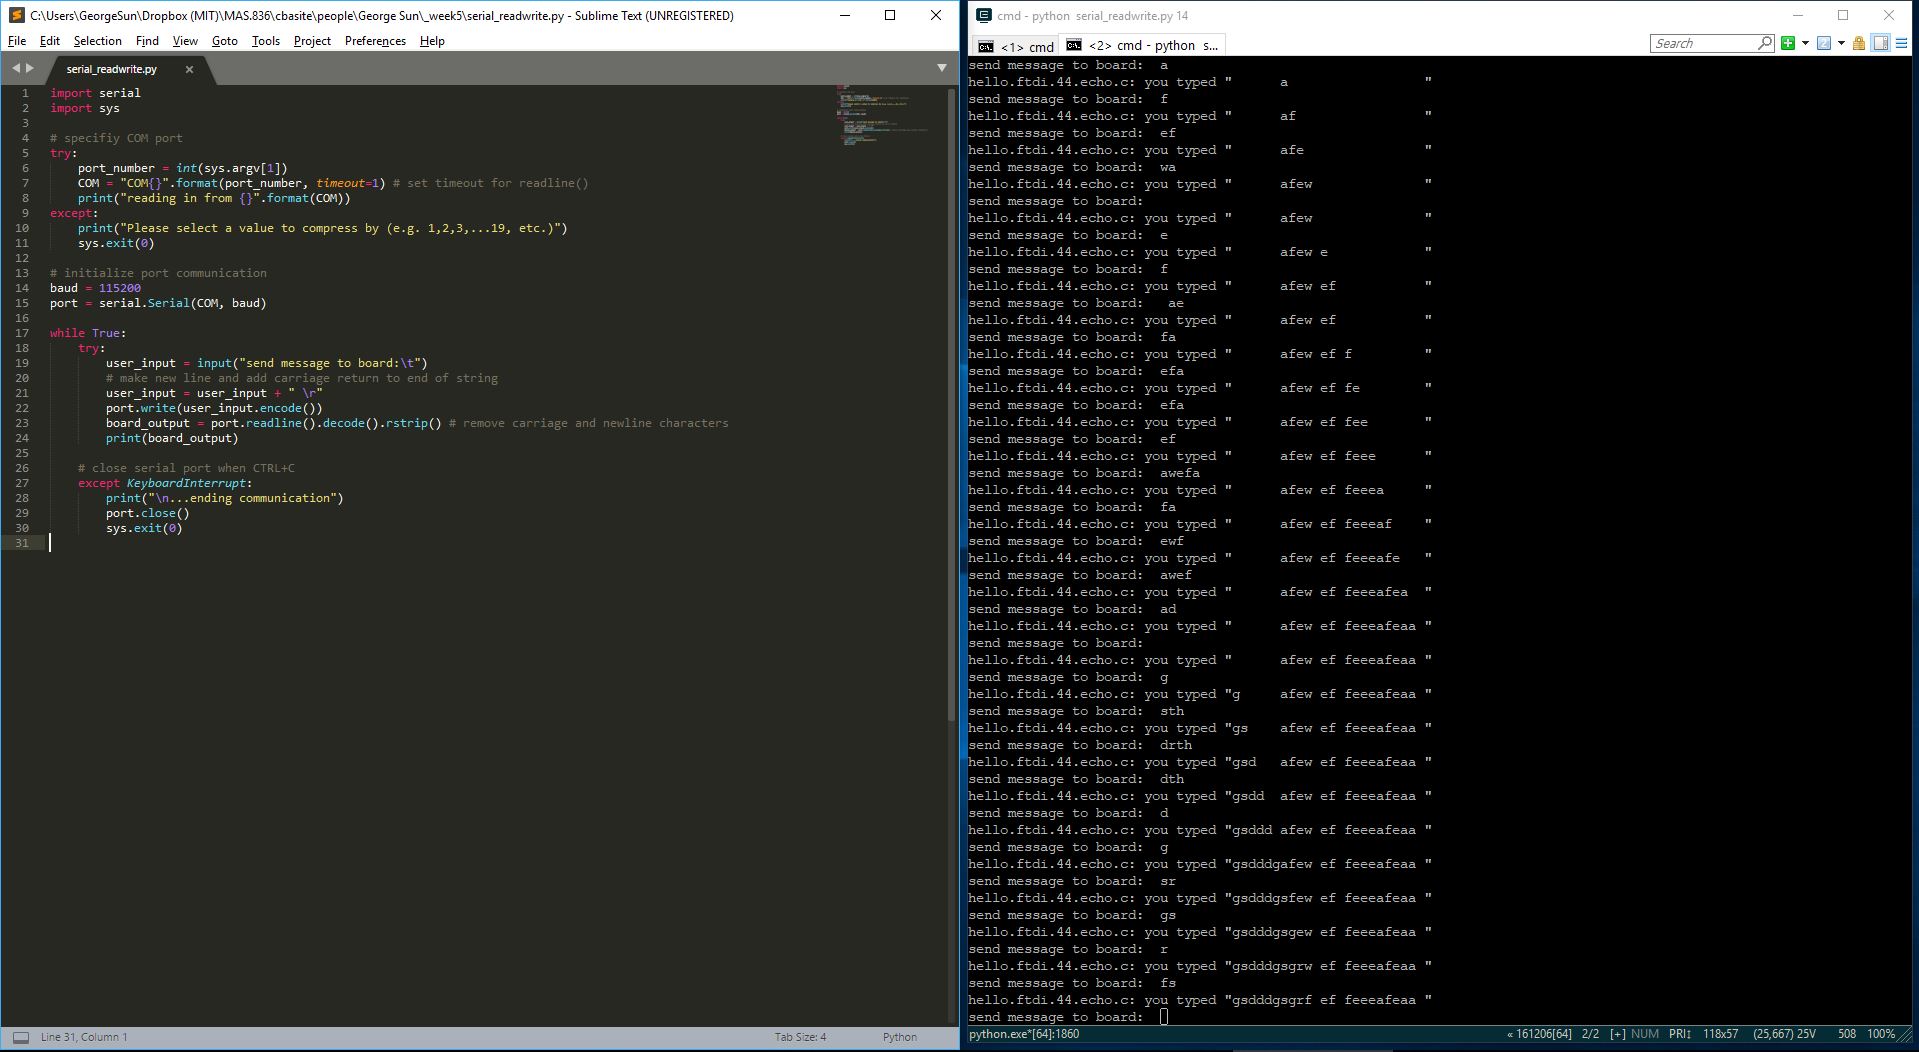 C:\Users\GeorgeSun\Dropbox (MIT)\MAS.836\cbasite\people\George Sun\_week5\serial_readwrite.py - Sublime Text (UNREGISTERED)
File Edit Selection Find View Goto Tools Project Preferences Help
serial_readwrite.py ×
1 import serial
2 import sys
3
4 # specifiy COM port
5 try:
6 port_number = int(sys.argv[1])
7 COM = "COM{}".format(port_number, timeout=1) # set timeout for readline()
8 print("reading in from {}".format(COM))
9 except:
10 print("Please select a value to compress by (e.g. 1,2,3,...19, etc.)")
11 sys.exit(0)
12
13 # initialize port communication
14 baud = 115200
15 port = serial.Serial(COM, baud)
16
17 while True:
18 try:
19 user_input = input("send message to board:\t")
20 # make new line and add carriage return to end of string
21 user_input = user_input + " \r"
22 port.write(user_input.encode())
23 board_output = port.readline().decode().rstrip() # remove carriage and newline characters
24 print(board_output)
25
26 # close serial port when CTRL+C
27 except KeyboardInterrupt:
28 print("\n...ending communication")
29 port.close()
30 sys.exit(0)
31
Line 31, Column 1 Tab Size: 4 Python
cmd - python serial_readwrite.py 14
<1> cmd <2> cmd - python s... Search
send message to board:  a
hello.ftdi.44.echo.c: you typed "      a                 "
send message to board:  f
hello.ftdi.44.echo.c: you typed "      af                "
send message to board:  ef
hello.ftdi.44.echo.c: you typed "      afe               "
send message to board:  wa
hello.ftdi.44.echo.c: you typed "      afew              "
send message to board:
hello.ftdi.44.echo.c: you typed "      afew              "
send message to board:  e
hello.ftdi.44.echo.c: you typed "      afew e            "
send message to board:  f
hello.ftdi.44.echo.c: you typed "      afew ef           "
send message to board:   ae
hello.ftdi.44.echo.c: you typed "      afew ef           "
send message to board:  fa
hello.ftdi.44.echo.c: you typed "      afew ef f         "
send message to board:  efa
hello.ftdi.44.echo.c: you typed "      afew ef fe        "
send message to board:  efa
hello.ftdi.44.echo.c: you typed "      afew ef fee       "
send message to board:  ef
hello.ftdi.44.echo.c: you typed "      afew ef feee      "
send message to board:  awefa
hello.ftdi.44.echo.c: you typed "      afew ef feeea     "
send message to board:  fa
hello.ftdi.44.echo.c: you typed "      afew ef feeeaf    "
send message to board:  ewf
hello.ftdi.44.echo.c: you typed "      afew ef feeeafe   "
send message to board:  awef
hello.ftdi.44.echo.c: you typed "      afew ef feeeafea  "
send message to board:  ad
hello.ftdi.44.echo.c: you typed "      afew ef feeeafeaa "
send message to board:
hello.ftdi.44.echo.c: you typed "      afew ef feeeafeaa "
send message to board:  g
hello.ftdi.44.echo.c: you typed "g     afew ef feeeafeaa "
send message to board:  sth
hello.ftdi.44.echo.c: you typed "gs    afew ef feeeafeaa "
send message to board:  drth
hello.ftdi.44.echo.c: you typed "gsd   afew ef feeeafeaa "
send message to board:  dth
hello.ftdi.44.echo.c: you typed "gsdd  afew ef feeeafeaa "
send message to board:  d
hello.ftdi.44.echo.c: you typed "gsddd afew ef feeeafeaa "
send message to board:  g
hello.ftdi.44.echo.c: you typed "gsdddgafew ef feeeafeaa "
send message to board:  sr
hello.ftdi.44.echo.c: you typed "gsdddgsfew ef feeeafeaa "
send message to board:  gs
hello.ftdi.44.echo.c: you typed "gsdddgsgew ef feeeafeaa "
send message to board:  r
hello.ftdi.44.echo.c: you typed "gsdddgsgrw ef feeeafeaa "
send message to board:  fs
hello.ftdi.44.echo.c: you typed "gsdddgsgrf ef feeeafeaa "
send message to board:
python.exe*[64]:1860 « 161206[64] 2/2 [+] NUM PRI↕ 118x57 (25,667) 25V 508 100%